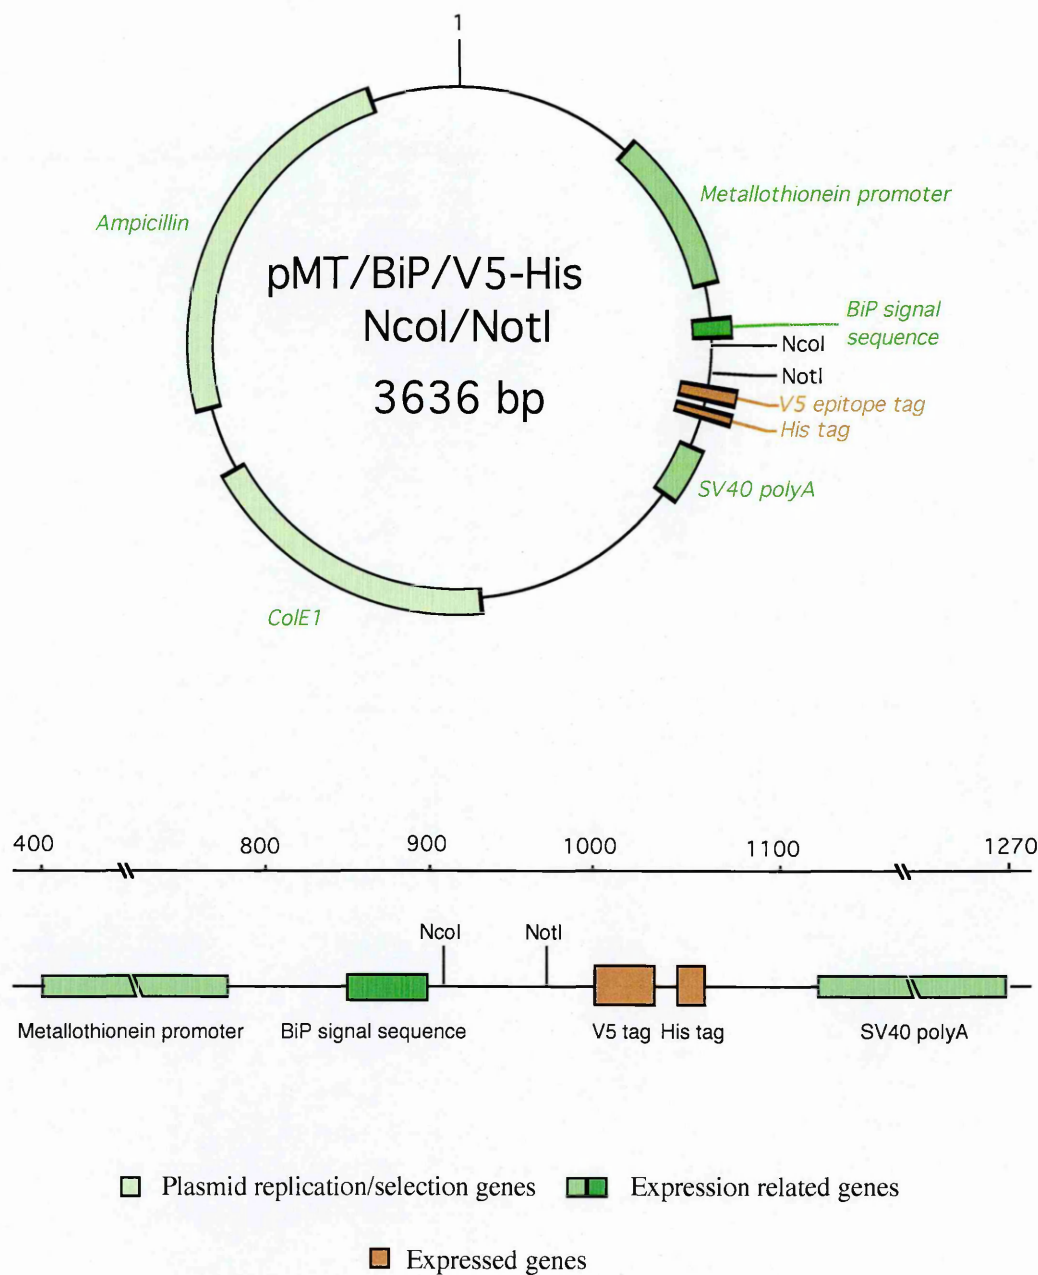 1
Metallothionein promoter
Ampicillin
pMT/BiP/V5-His
NcoI/NotI
3636 bp
BiP signal
sequence
NcoI
NotI
V5 epitope tag
His tag
SV40 polyA
ColE1
400 800 900 1000 1100 1270
NcoI NotI
Metallothionein promoter BiP signal sequence V5 tag His tag SV40 polyA
Plasmid replication/selection genes Expression related genes
Expressed genes